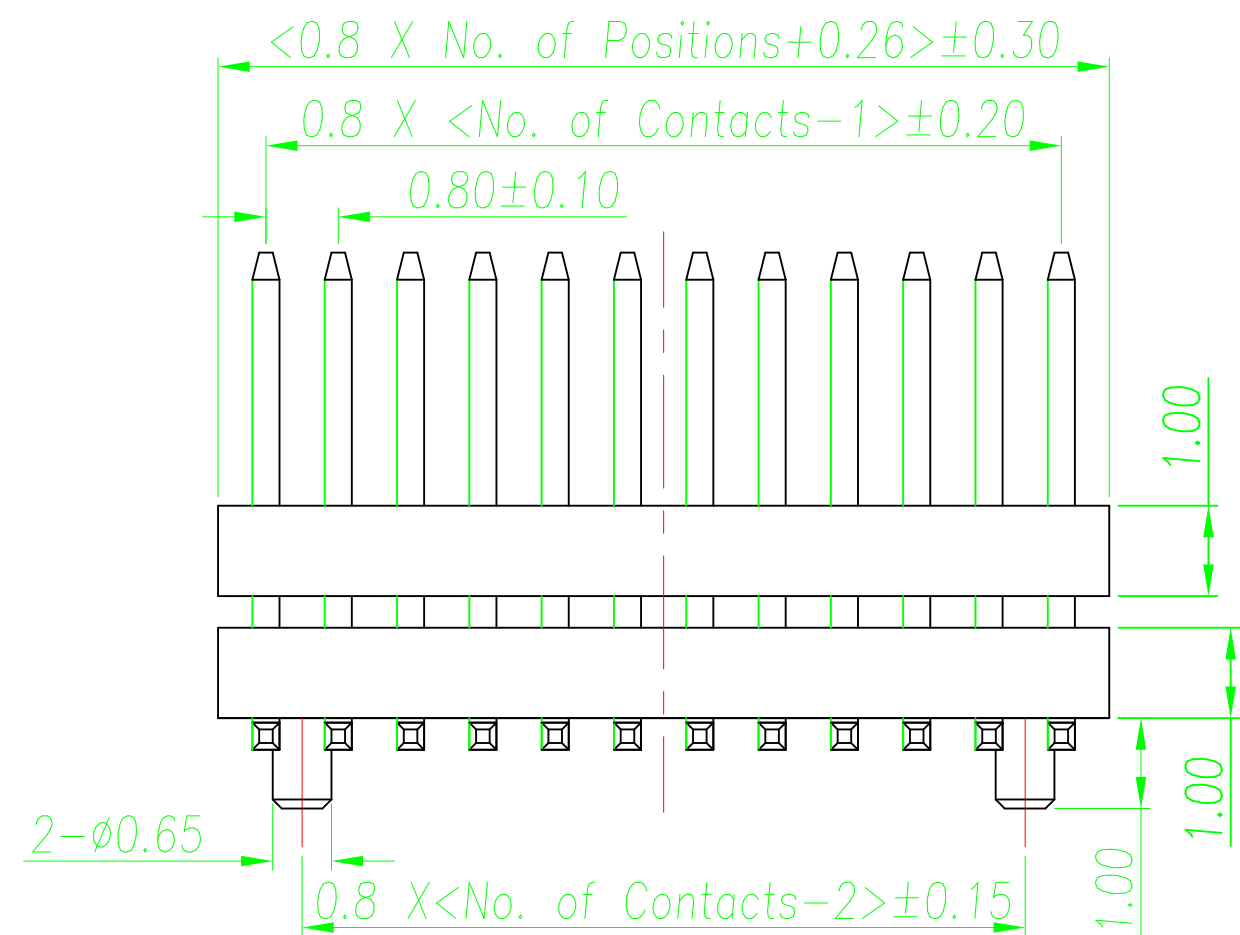 <0.8 X No. of Positions+0.26>±0.30
0.8 X <No. of Contacts-1>±0.20
0.80±0.10
1.00
1.00
2-ø0.65
1.00
0.8 X<No. of Contacts-2>±0.15